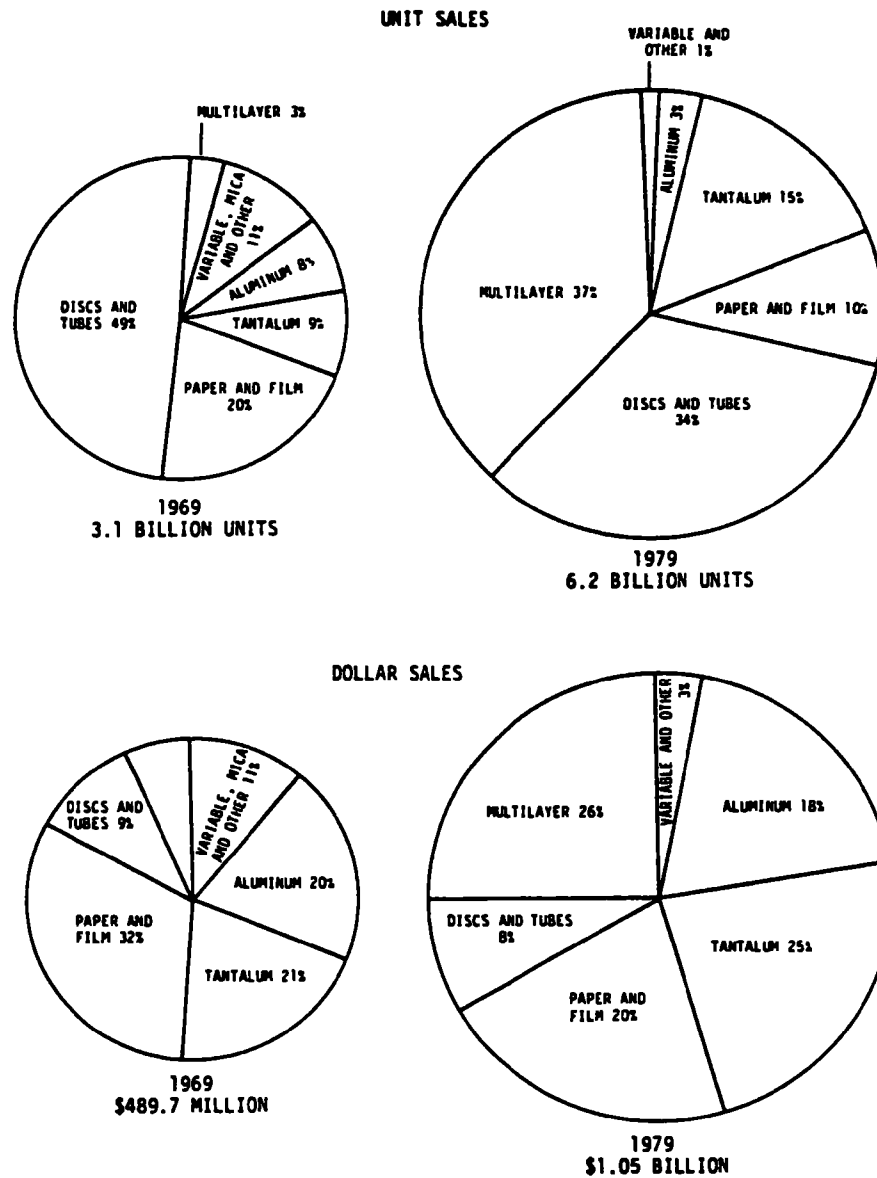 UNIT SALES
MULTILAYER 3%
VARIABLE, MICA
AND OTHER
11%
ALUMINUM 8%
TANTALUM 9%
PAPER AND FILM
20%
DISCS AND
TUBES 49%
1969
3.1 BILLION UNITS
VARIABLE AND
OTHER 1%
ALUMINUM 3%
TANTALUM 15%
PAPER AND FILM 10%
DISCS AND TUBES
34%
MULTILAYER 37%
1979
6.2 BILLION UNITS
DOLLAR SALES
VARIABLE, MICA
AND OTHER 11%
ALUMINUM 20%
TANTALUM 21%
PAPER AND
FILM 32%
DISCS AND
TUBES 9%
1969
$489.7 MILLION
VARIABLE AND OTHER
3%
ALUMINUM 18%
TANTALUM 25%
PAPER AND
FILM 20%
DISCS AND TUBES
8%
MULTILAYER 26%
1979
$1.05 BILLION